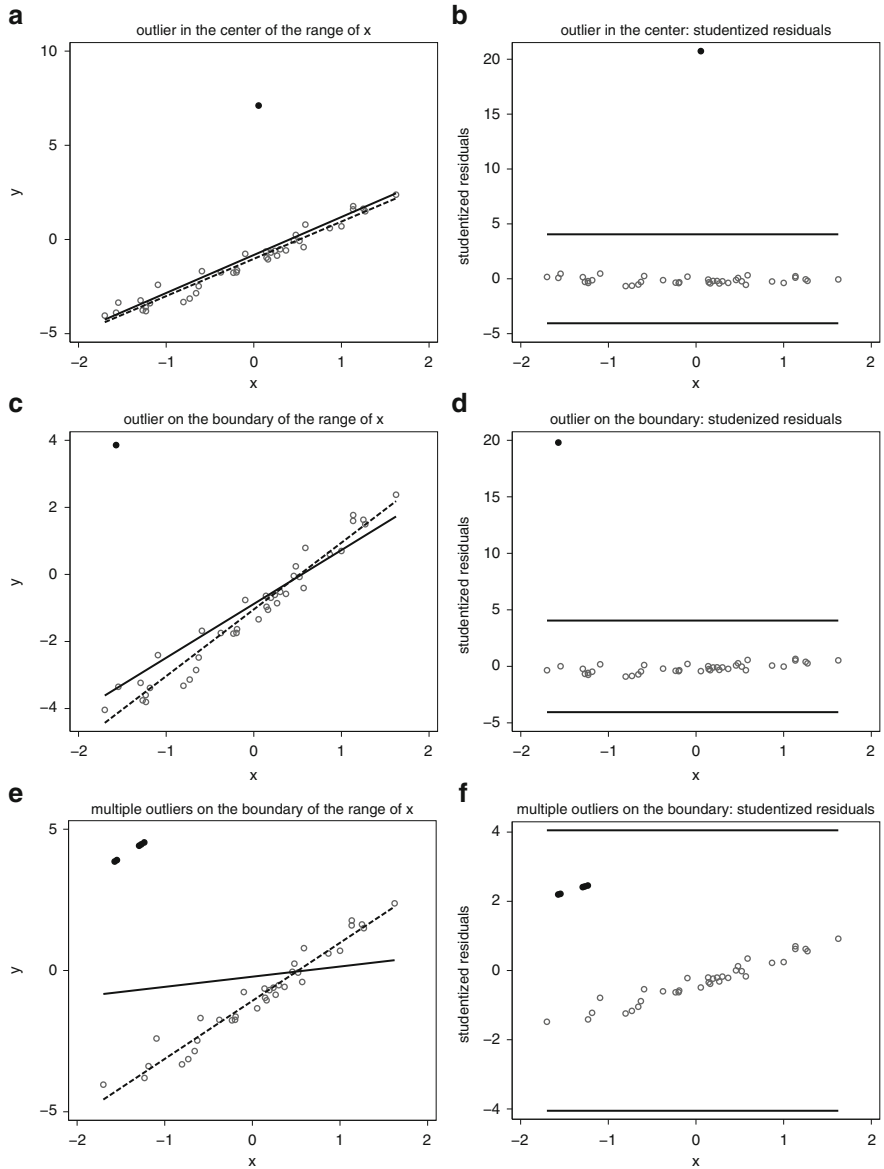 a
outlier in the center of the range of x
10
5
0
−5
y
−2 −1 0 1 2
x
b
outlier in the center: studentized residuals
20
15
10
5
0
−5
studentized residuals
−2 −1 0 1 2
x
c
outlier on the boundary of the range of x
4
2
0
−2
−4
y
−2 −1 0 1 2
x
d
outlier on the boundary: studenized residuals
20
15
10
5
0
−5
studentized residuals
−2 −1 0 1 2
x
e
multiple outliers on the boundary of the range of x
5
0
−5
y
−2 −1 0 1 2
x
f
multiple outliers on the boundary: studentized residuals
4
2
0
−2
−4
studentized residuals
−2 −1 0 1 2
x